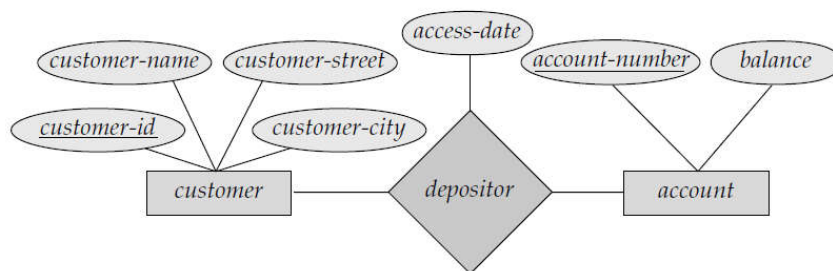 access-date
customer-name
customer-street
account-number
balance
customer-id
customer-city
customer
depositor
account